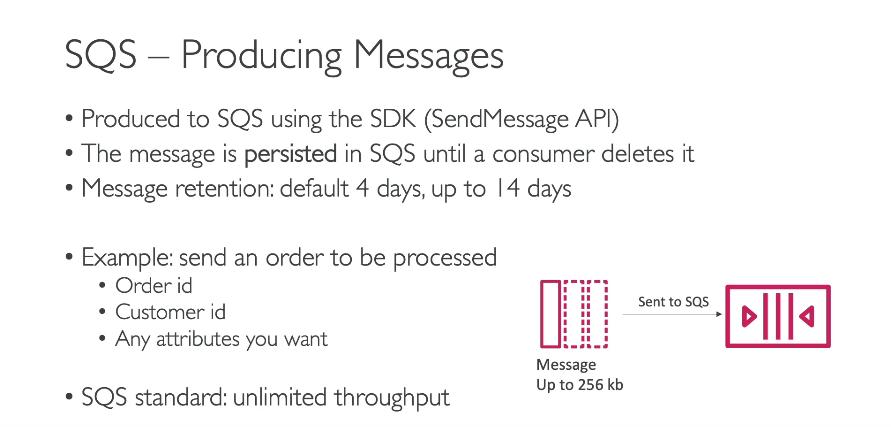 SQS – Producing Messages
• Produced to SQS using the SDK (SendMessage API)
• The message is persisted in SQS until a consumer deletes it
• Message retention: default 4 days, up to 14 days
• Example: send an order to be processed
• Order id
• Customer id
• Any attributes you want
• SQS standard: unlimited throughput
Sent to SQS
Message
Up to 256 kb